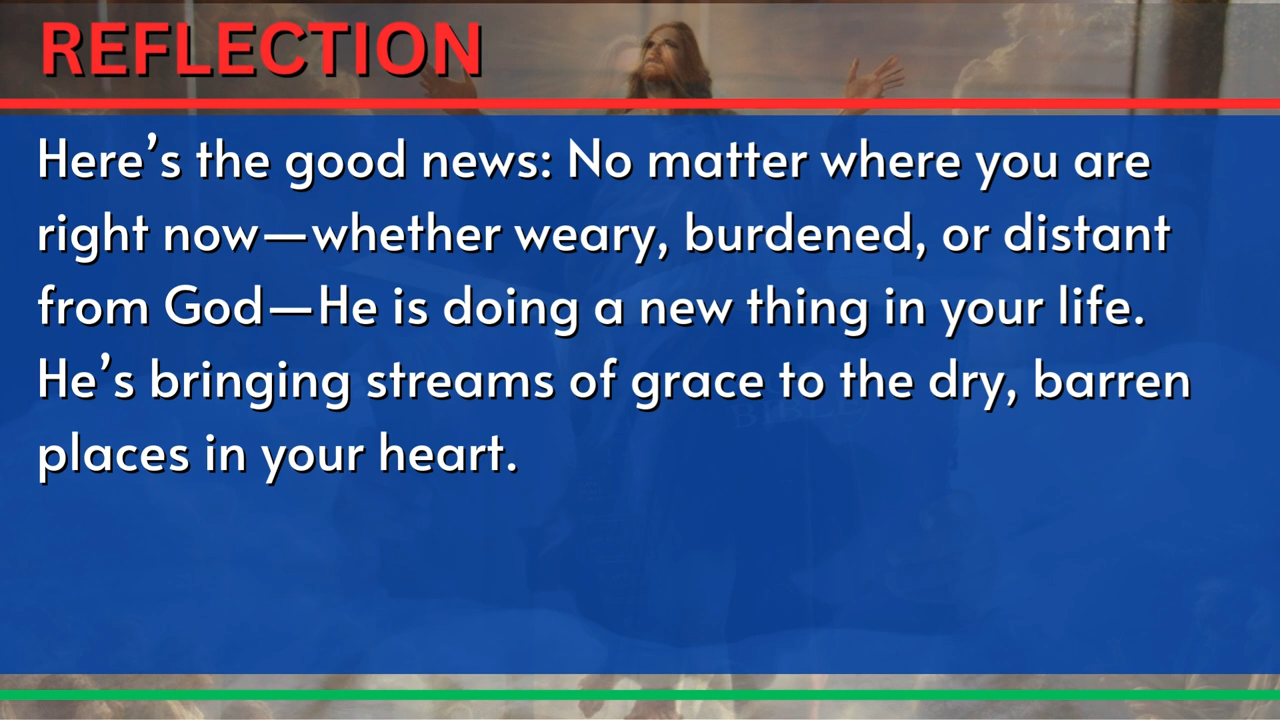 REFLECTION
Here’s the good news: No matter where you are
right now—whether weary, burdened, or distant
from God—He is doing a new thing in your life.
He’s bringing streams of grace to the dry, barren
places in your heart.
BIBLE